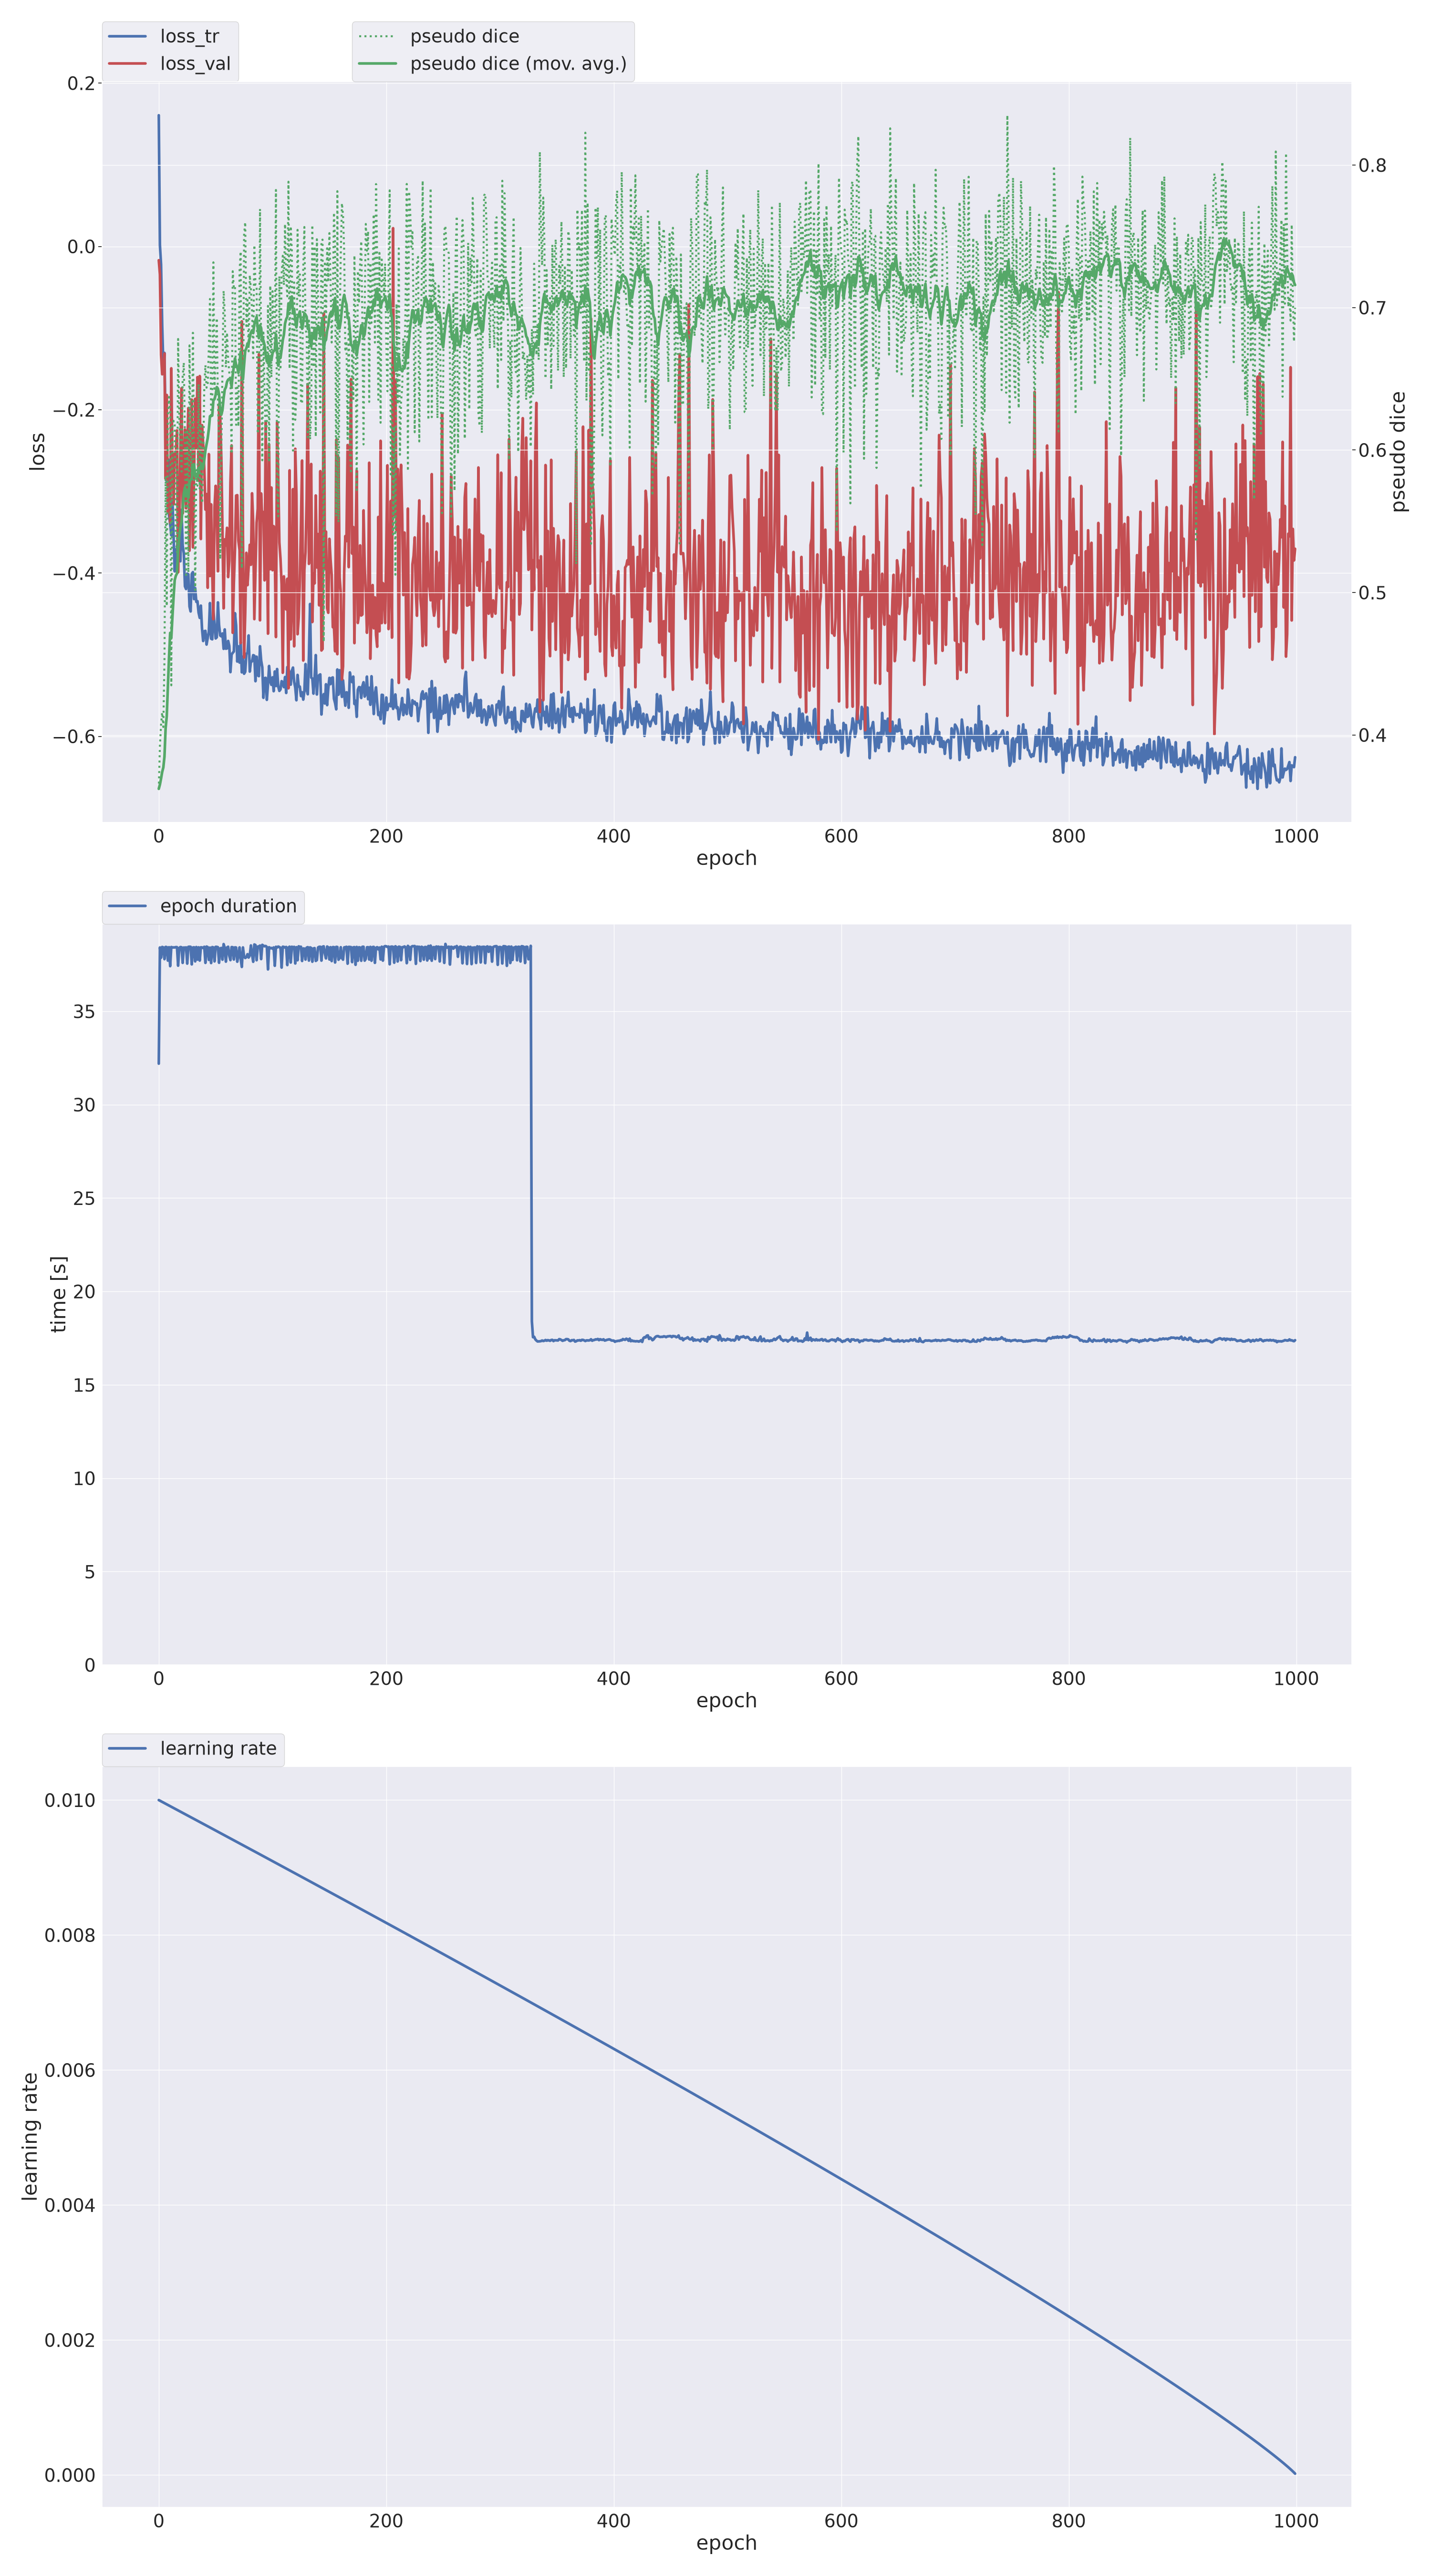 loss_tr
loss_val
pseudo dice
pseudo dice (mov. avg.)
0.2
0.0
−0.2
−0.4
−0.6
loss
0.8
0.7
0.6
0.5
0.4
pseudo dice
0 200 400 600 800 1000
epoch
epoch duration
35
30
25
20
15
10
5
0
time [s]
0 200 400 600 800 1000
epoch
learning rate
0.010
0.008
0.006
0.004
0.002
0.000
learning rate
0 200 400 600 800 1000
epoch